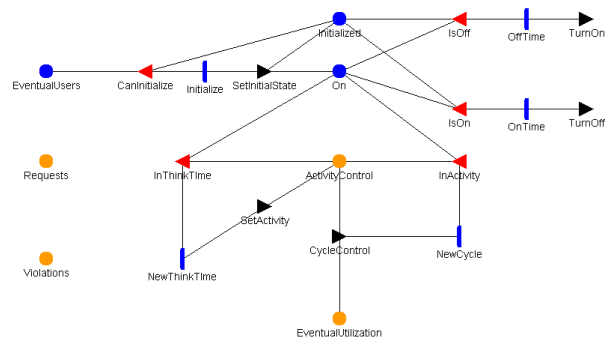 Initialized
IsOff
OffTime
TurnOn
EventualUsers
CanInitialize
Initialize
SetInitialState
On
IsOn
OnTime
TurnOff
Requests
InThinkTIme
ActivityControl
InActivity
SetActivity
CycleControl
NewCycle
Violations
NewThinkTIme
EventualUtilization